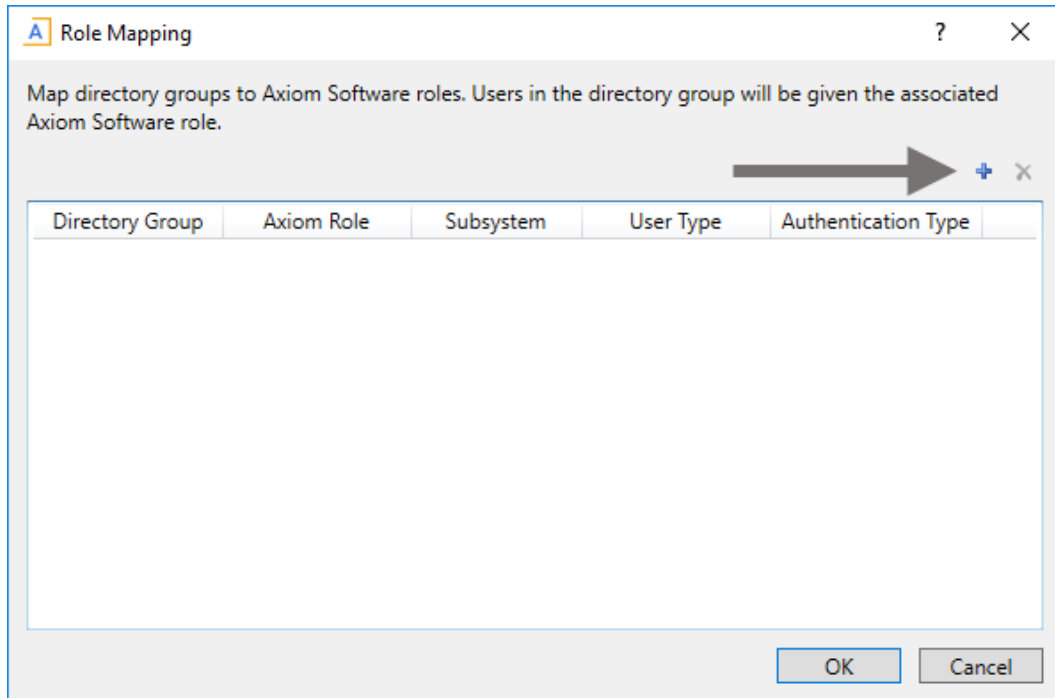 A Role Mapping ?
Map directory groups to Axiom Software roles. Users in the directory group will be given the associated
Axiom Software role.
Directory Group Axiom Role Subsystem User Type Authentication Type
OK Cancel